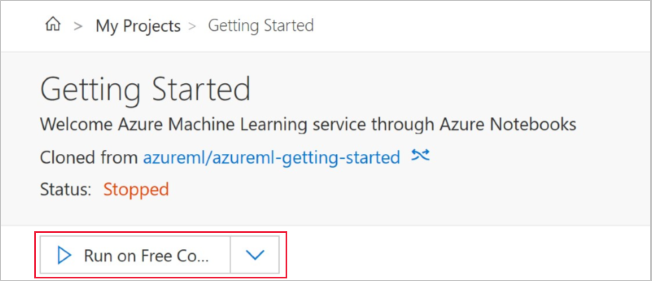 > My Projects > Getting Started
Getting Started
Welcome Azure Machine Learning service through Azure Notebooks
Cloned from azureml/azureml-getting-started
Status: Stopped
Run on Free Co...